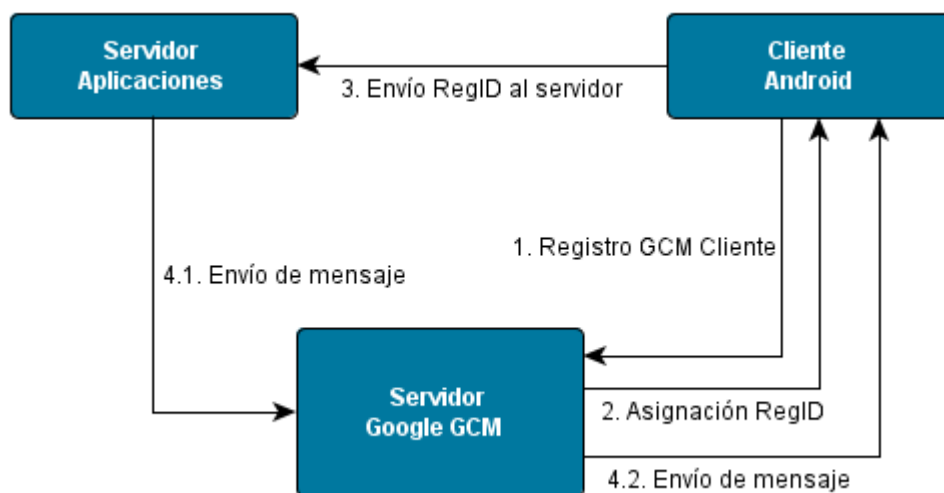 Servidor
Aplicaciones
Cliente
Android
3. Envío RegID al servidor
1. Registro GCM Cliente
4.1. Envío de mensaje
Servidor
Google GCM
2. Asignación RegID
4.2. Envío de mensaje